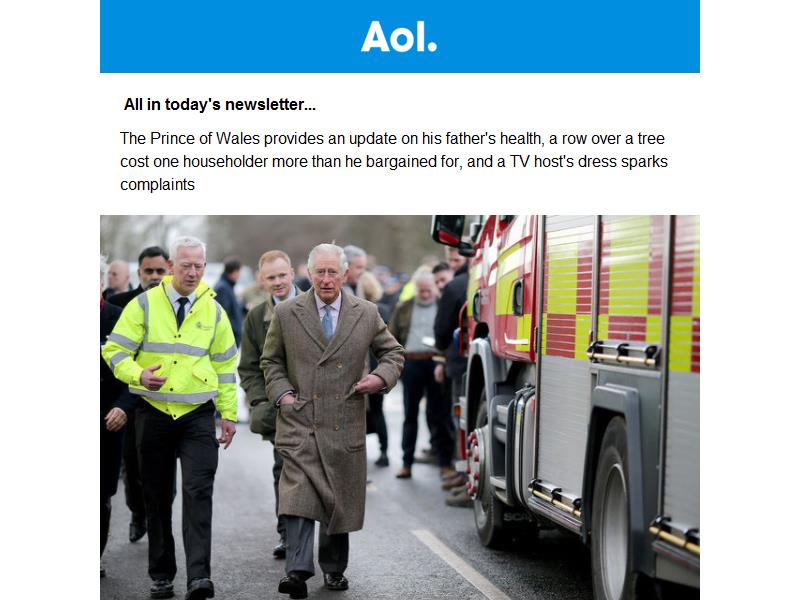 Aol.
All in today's newsletter...
The Prince of Wales provides an update on his father's health, a row over a tree
cost one householder more than he bargained for, and a TV host's dress sparks
complaints
SCANIA